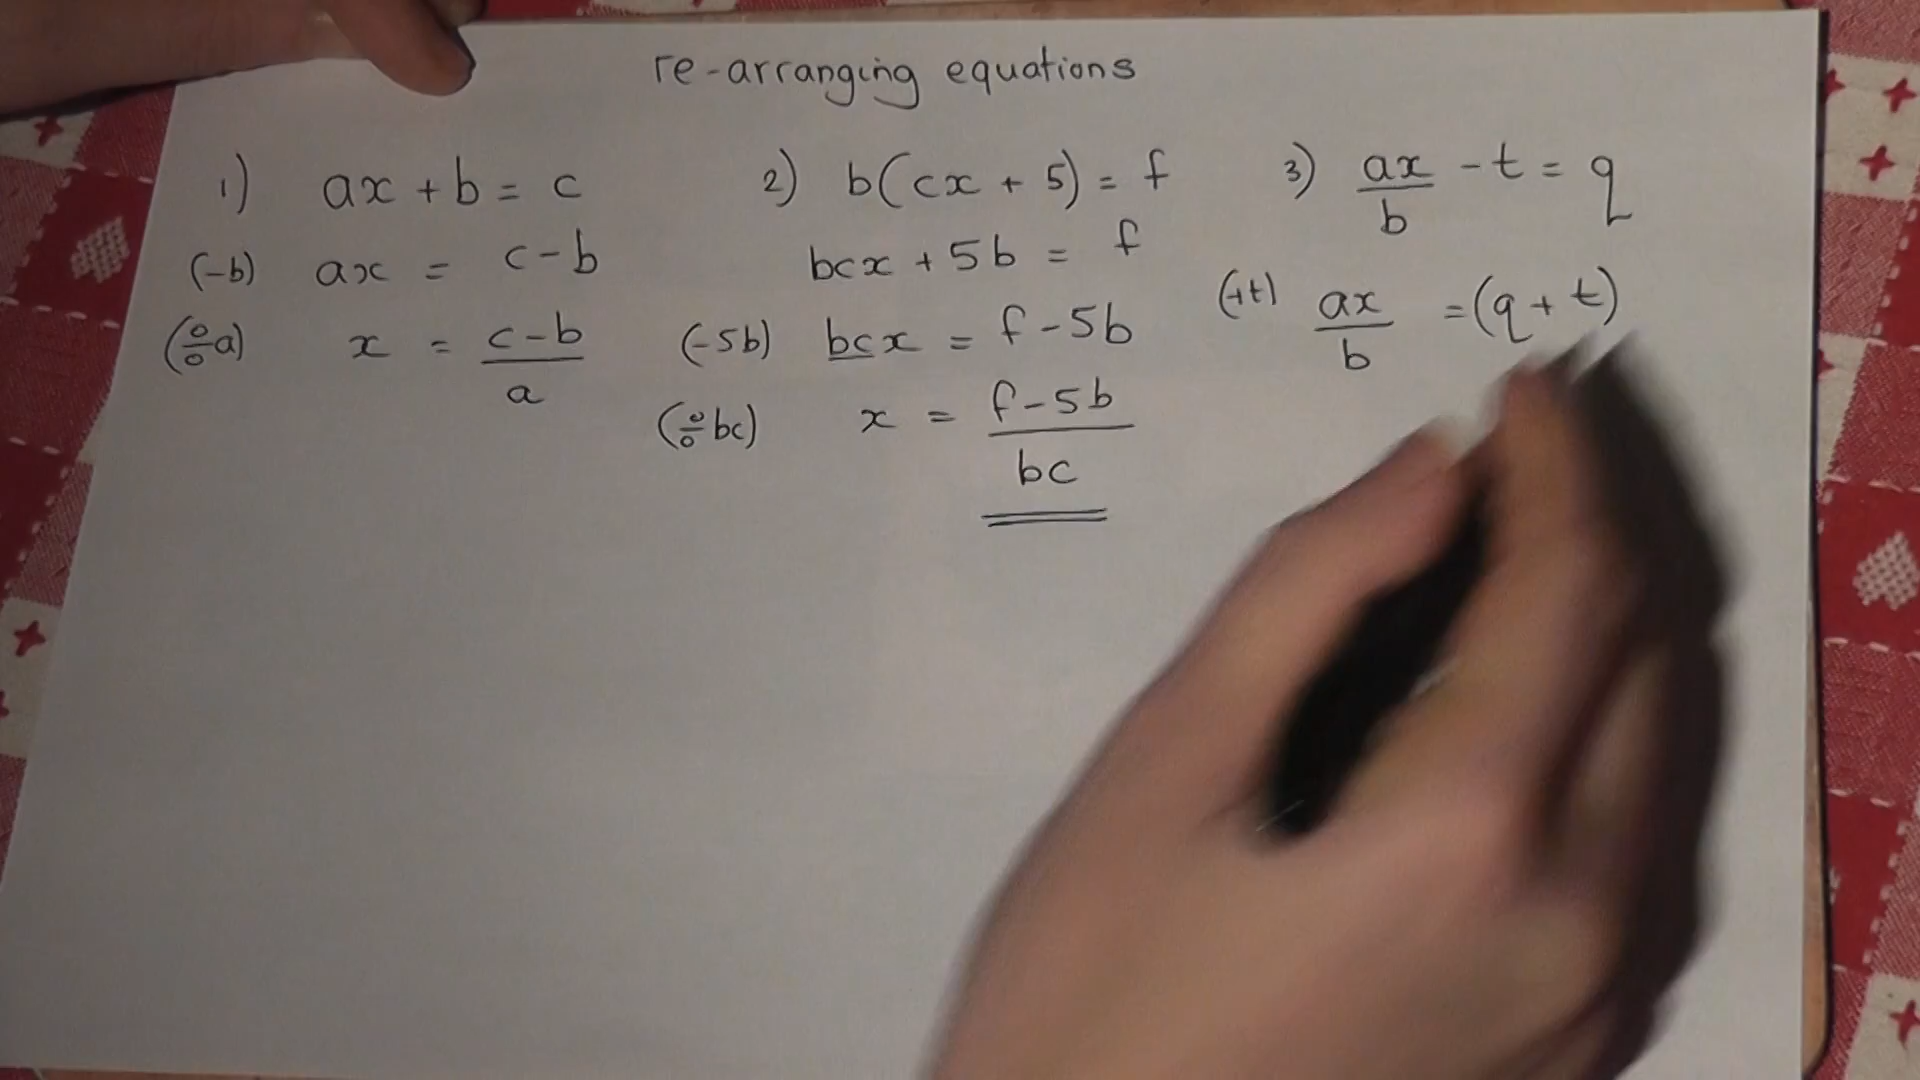 re-arranging equations
1) ax + b = c
(-b) ax = c - b
(÷a) x = c - b
a
2) b(cx + 5) = f
bcx + 5b = f
(-5b) bcx = f - 5b
(÷bc) x = f - 5b
bc
3) ax - t = q
b
(+t) ax = (q + t)
b